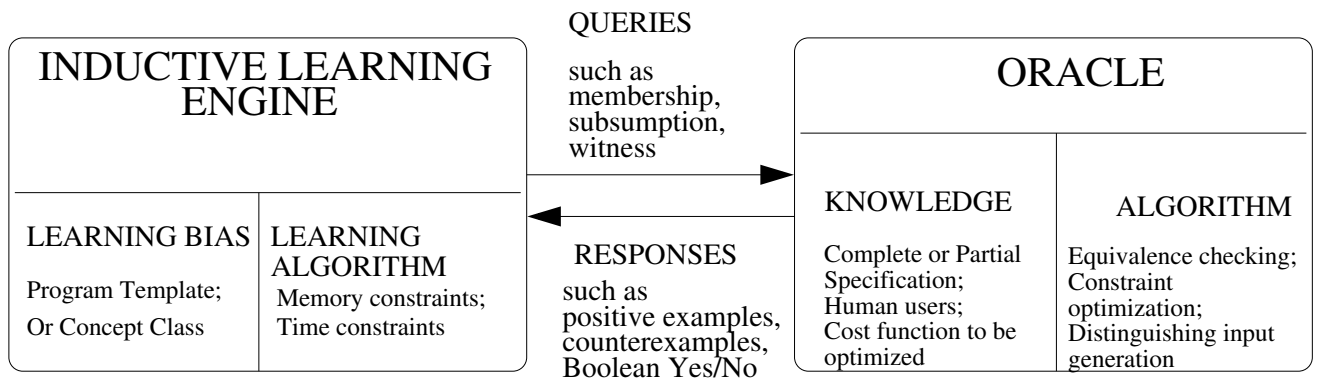 INDUCTIVE LEARNING
ENGINE
LEARNING BIAS
Program Template;
Or Concept Class
LEARNING
ALGORITHM
Memory constraints;
Time constraints
QUERIES
such as
membership,
subsumption,
witness
RESPONSES
such as
positive examples,
counterexamples,
Boolean Yes/No
ORACLE
KNOWLEDGE
Complete or Partial
Specification;
Human users;
Cost function to be
optimized
ALGORITHM
Equivalence checking;
Constraint
optimization;
Distinguishing input
generation